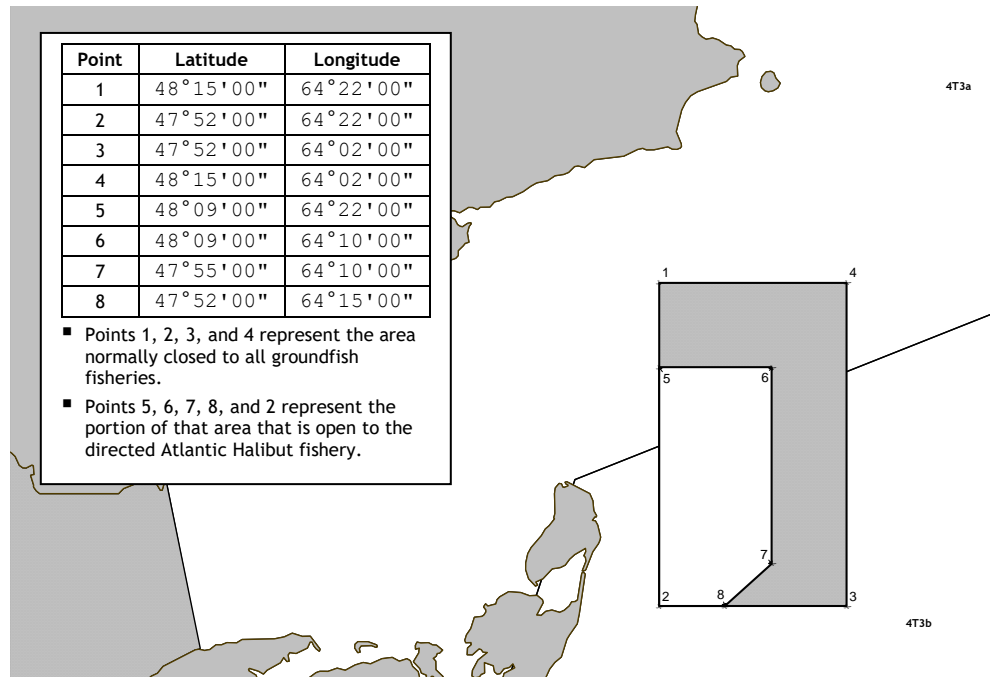 Point Latitude Longitude
1 48°15'00" 64°22'00"
2 47°52'00" 64°22'00"
3 47°52'00" 64°02'00"
4 48°15'00" 64°02'00"
5 48°09'00" 64°22'00"
6 48°09'00" 64°10'00"
7 47°55'00" 64°10'00"
8 47°52'00" 64°15'00"
▪ Points 1, 2, 3, and 4 represent the area
normally closed to all groundfish
fisheries.
▪ Points 5, 6, 7, 8, and 2 represent the
portion of that area that is open to the
directed Atlantic Halibut fishery.
4T3a
1
4
5
6
7
2
8
3
4T3b